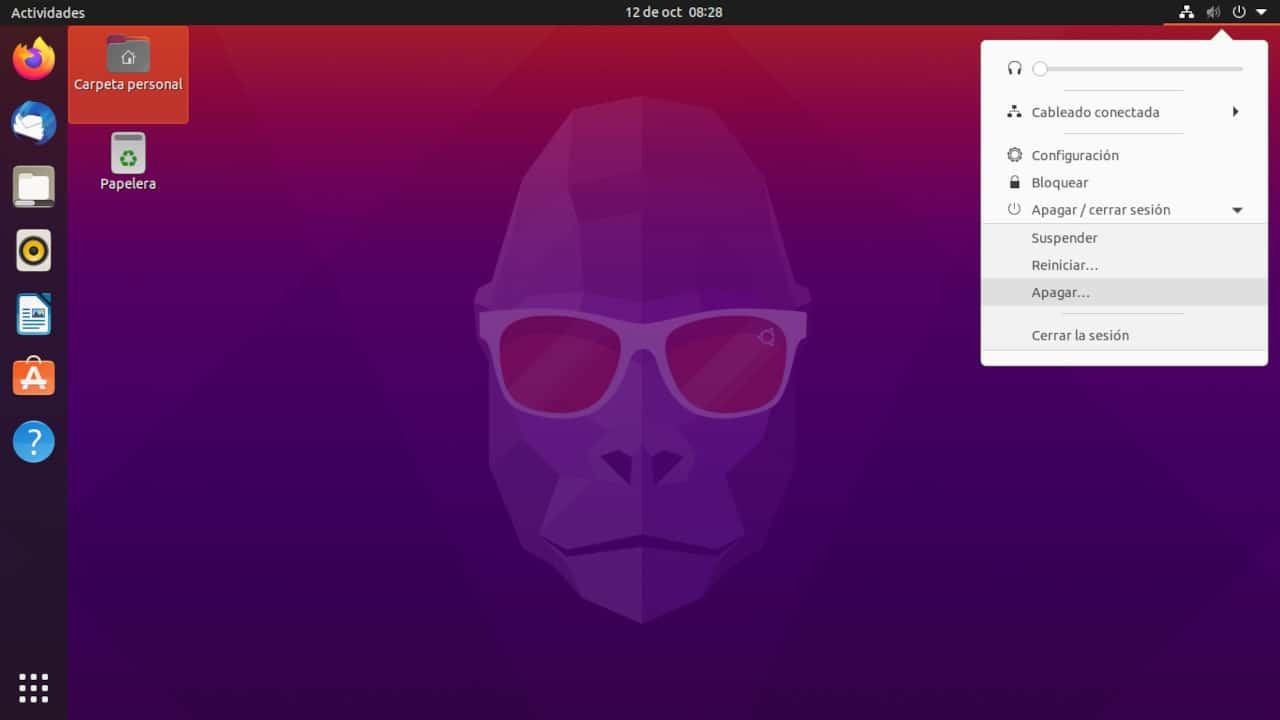 Actividades
12 de oct 08:28
Carpeta personal
Papelera
Cableado conectada
Configuración
Bloquear
Apagar / cerrar sesión
Suspender
Reiniciar...
Apagar...
Cerrar la sesión